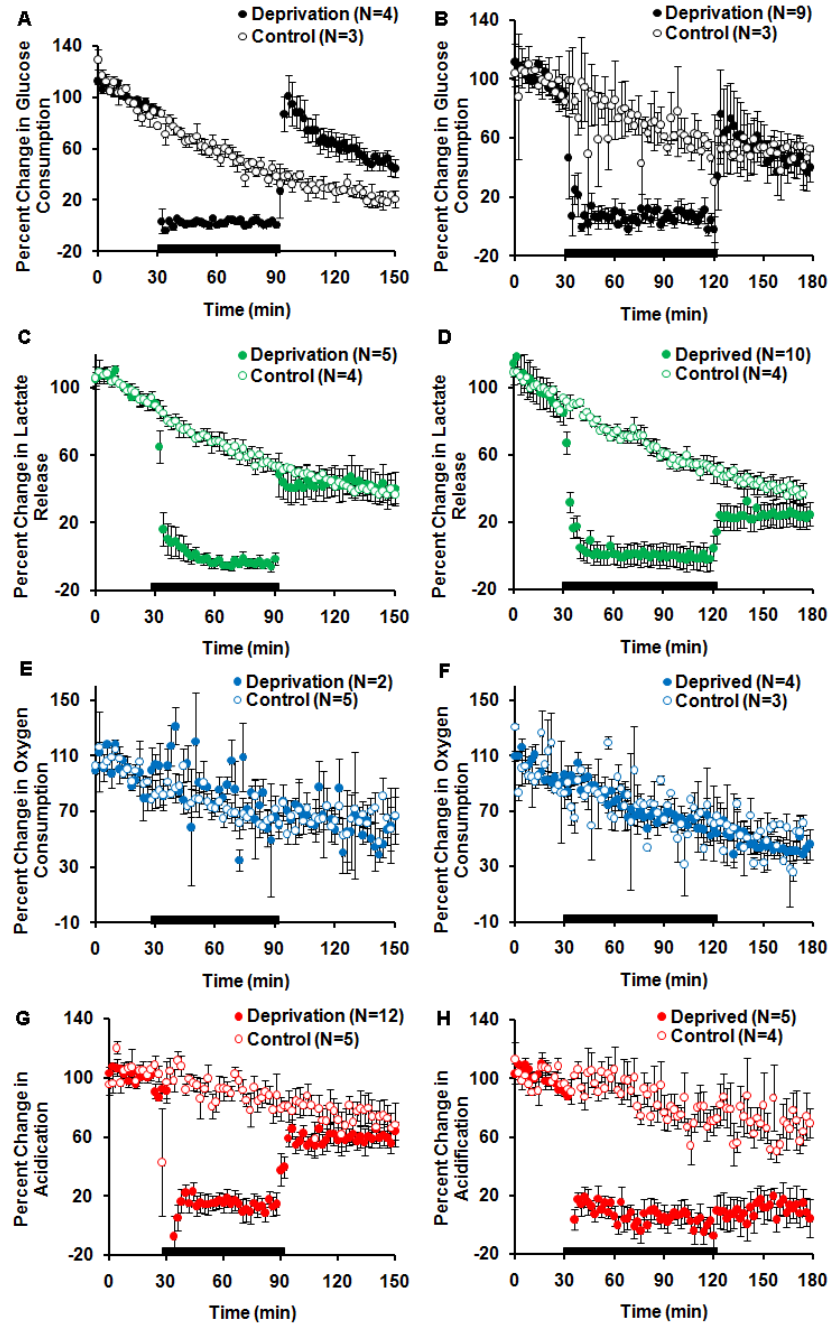 A
Deprivation (N=4)
Control (N=3)
Percent Change in Glucose
Consumption
140
100
60
20
-20
0 30 60 90 120 150
Time (min)
B
Deprivation (N=9)
Control (N=3)
Percent Change in Glucose
Consumption
140
100
60
20
-20
0 30 60 90 120 150 180
Time (min)
C
Deprivation (N=5)
Control (N=4)
Percent Change in Lactate
Release
100
60
20
-20
0 30 60 90 120 150
Time (min)
D
Deprived (N=10)
Control (N=4)
Percent Change in Lactate
Release
100
60
20
-20
0 30 60 90 120 150 180
Time (min)
E
Deprivation (N=2)
Control (N=5)
Percent Change in Oxygen
Consumption
150
110
70
30
-10
0 30 60 90 120 150
Time (min)
F
Deprived (N=4)
Control (N=3)
Percent Change in Oxygen
Consumption
150
110
70
30
-10
0 30 60 90 120 150 180
Time (min)
G
Deprivation (N=12)
Control (N=5)
Percent Change in
Acidication
140
100
60
20
-20
0 30 60 90 120 150
Time (min)
H
Deprived (N=5)
Control (N=4)
Percent Change in
Acidification
140
100
60
20
-20
0 30 60 90 120 150 180
Time (min)